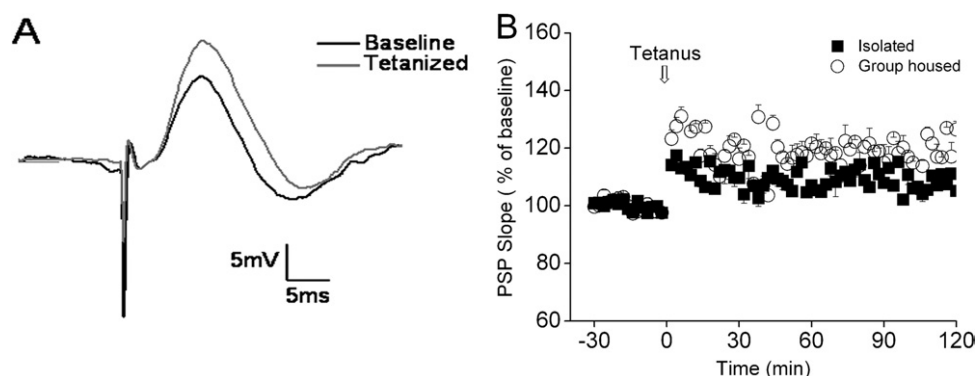 A
Baseline
Tetanized
5mV
5ms
B
160
140
120
100
80
60
PSP Slope ( % of baseline)
Tetanus
Isolated
Group housed
-30 0 30 60 90 120
Time (min)